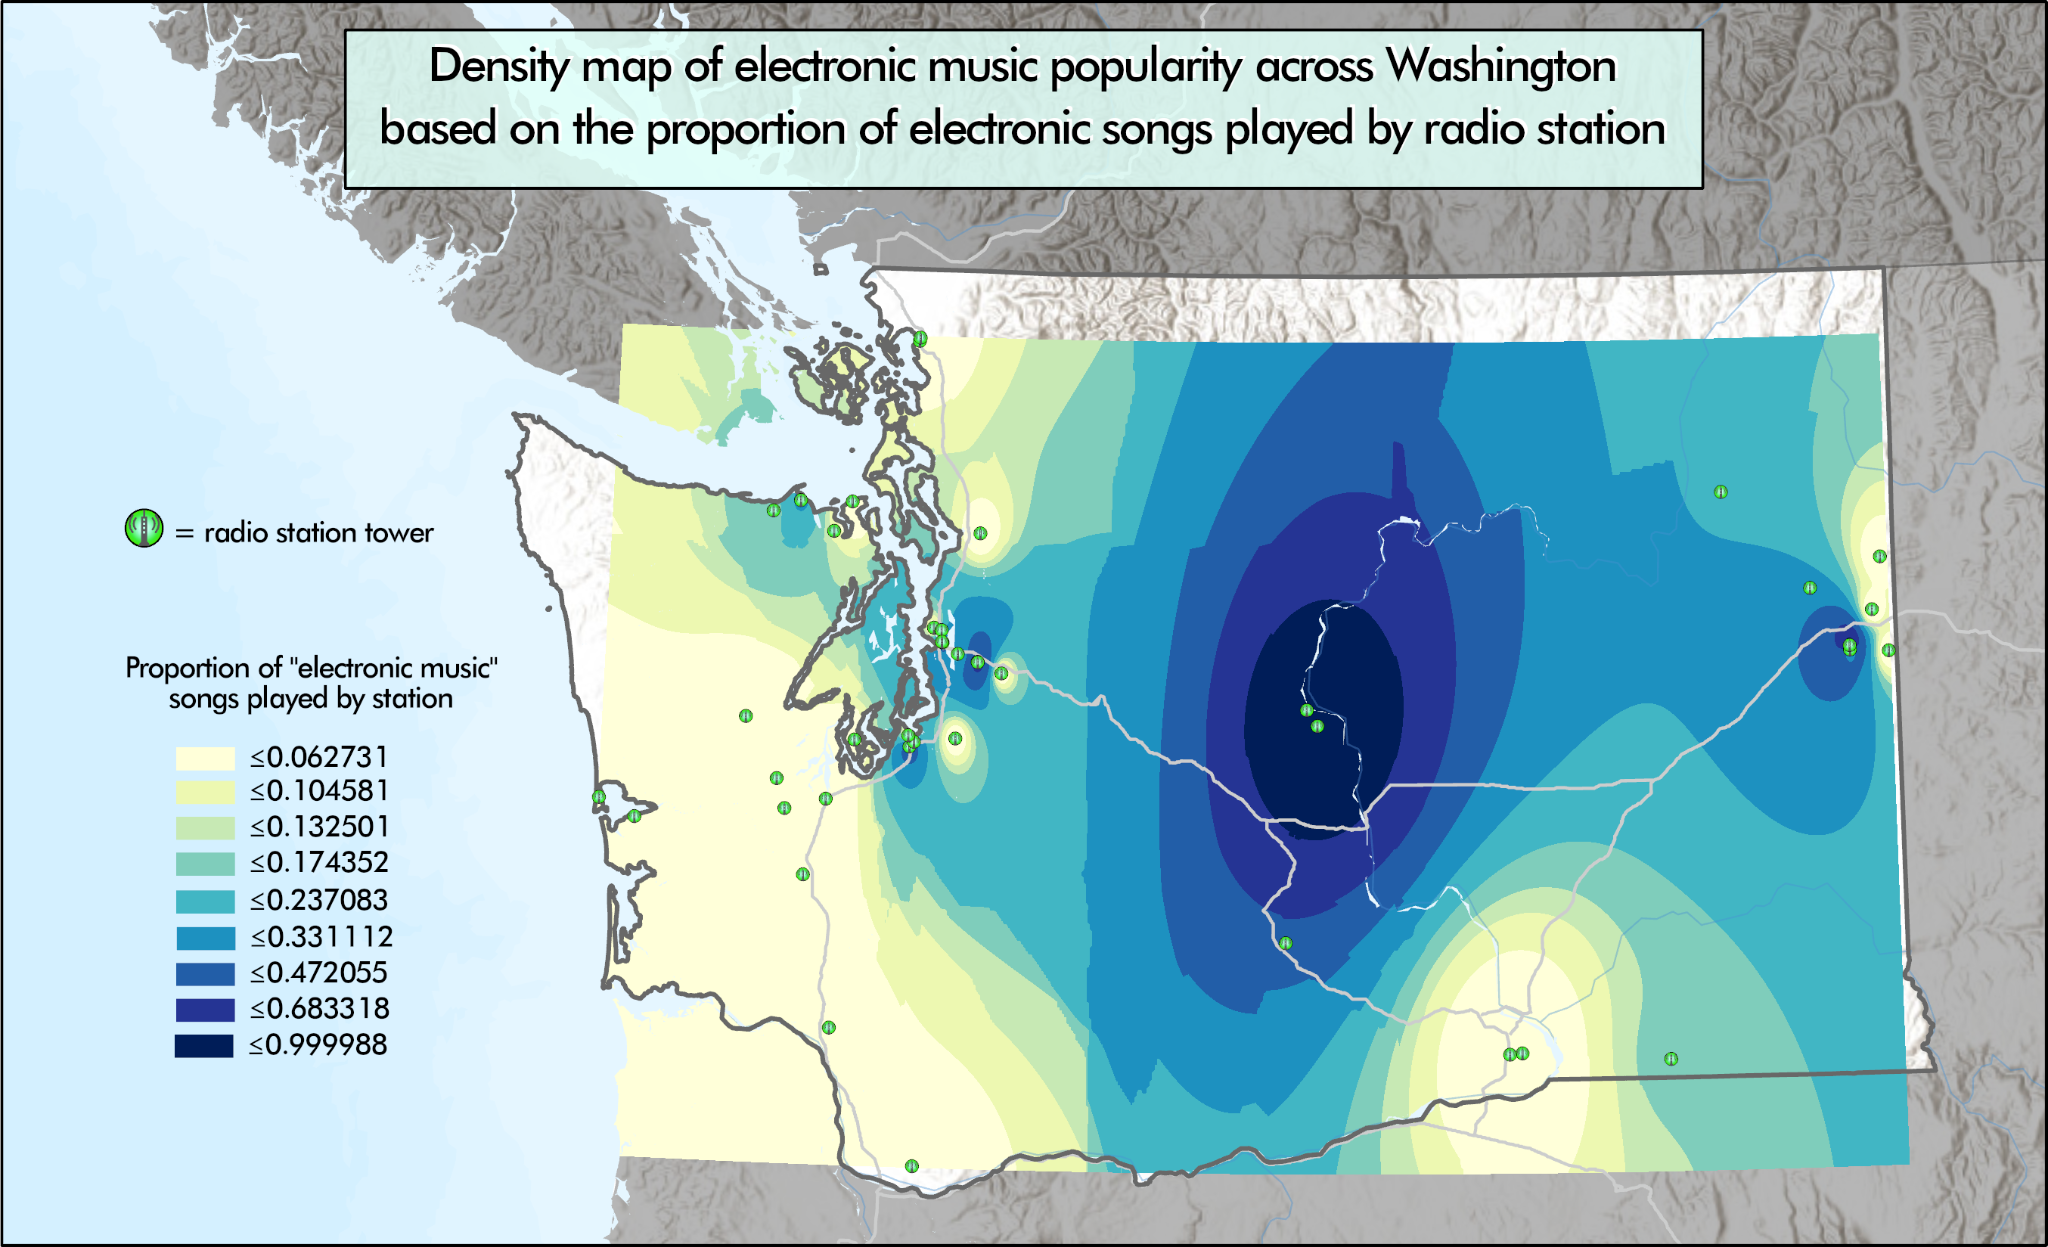 Density map of electronic music popularity across Washington
based on the proportion of electronic songs played by radio station
= radio station tower
Proportion of "electronic music"
songs played by station
≤0.062731
≤0.104581
≤0.132501
≤0.174352
≤0.237083
≤0.331112
≤0.472055
≤0.683318
≤0.999988